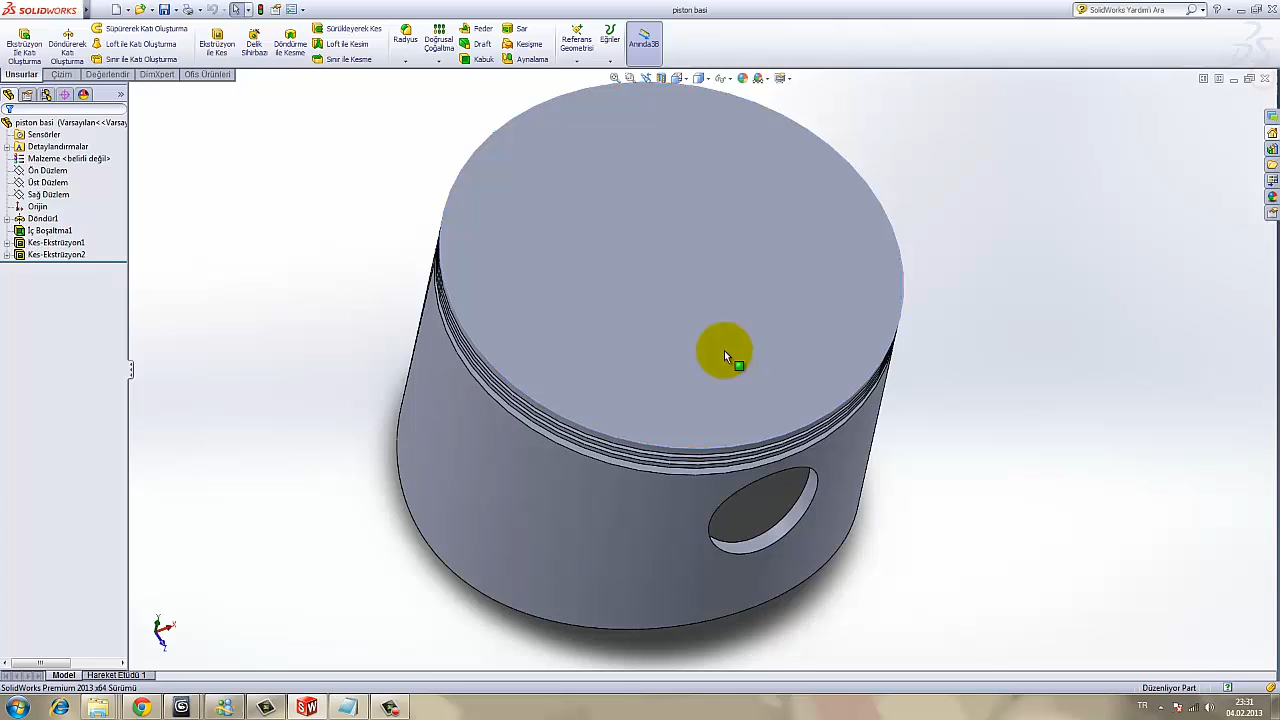 SOLIDWORKS
piston basi
SolidWorks Yardım'ı Ara
Ekstrüzyon İle Katı Oluşturma
Döndürerek Katı Oluşturma
Süpürerek Katı Oluşturma
Loft ile Katı Oluşturma
Sınır ile Katı Oluşturma
Ekstrüzyon ile Kes
Delik Sihirbazı
Döndürme ile Kesme
Sürükleyerek Kes
Loft ile Kesim
Sınır ile Kesme
Radyus
Doğrusal Çoğaltma
Feder
Draft
Kabuk
Sar
Kesişme
Aynalama
Referans Geometrisi
Eğriler
Anında3B
Unsurlar
Çizim
Değerlendir
DimXpert
Ofis Ürünleri
piston basi (Varsayılan<<Varsay
Sensörler
Detaylandırmalar
Malzeme <belirli değil>
Ön Düzlem
Üst Düzlem
Sağ Düzlem
Orijin
Döndür1
İç Boşaltma1
Kes-Ekstrüzyon1
Kes-Ekstrüzyon2
Y
X
Z
Model
Hareket Etüdü 1
SolidWorks Premium 2013 x64 Sürümü
Düzenliyor Part
TR
23:31
04.02.2013